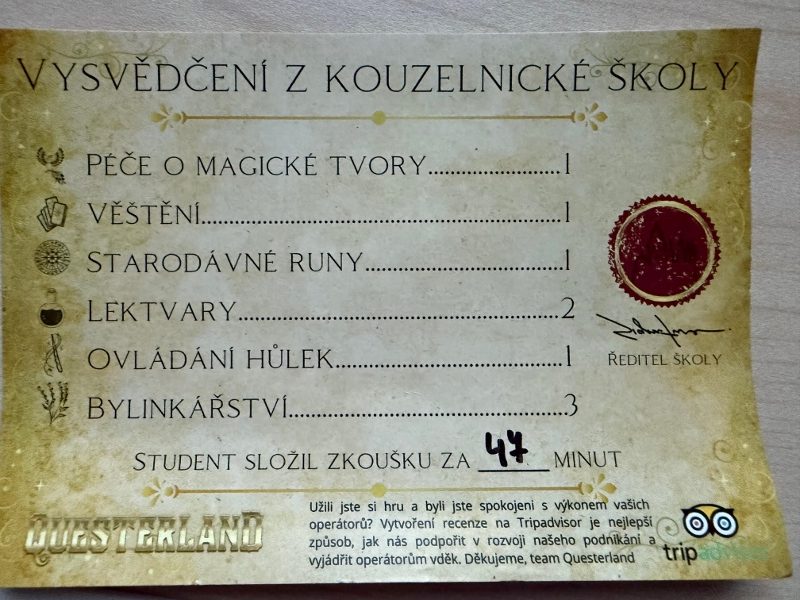 VYSVĚDČENÍ Z KOUZELNICKÉ ŠKOLY
PÉČE O MAGICKÉ TVORY....................1
VĚŠTĚNÍ....................1
STARODÁVNÉ RUNY....................1
LEKTVARY....................2
OVLÁDÁNÍ HŮLEK....................1
BYLINKÁŘSTVÍ....................3
ŘEDITEL ŠKOLY
STUDENT SLOŽIL ZKOUŠKU ZA 47 MINUT
QUESTERLAND
Užili jste si hru a byli jste spokojeni s výkonem vašich
operátorů? Vytvoření recenze na Tripadvisor je nejlepší
způsob, jak nás podpořit v rozvoji našeho podnikání a
vyjádřit operátorům vděk. Děkujeme, team Questerland
tripadvisor